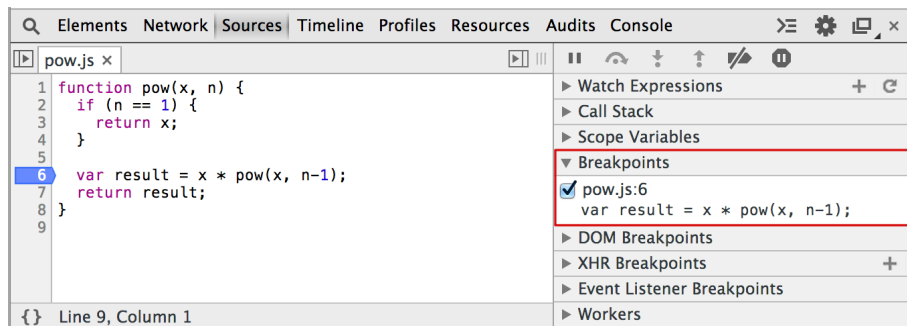 Elements Network Sources Timeline Profiles Resources Audits Console
pow.js ×
1 function pow(x, n) {
2 if (n == 1) {
3 return x;
4 }
5
6 var result = x * pow(x, n-1);
7 return result;
8 }
9
{ } Line 9, Column 1
Watch Expressions
Call Stack
Scope Variables
Breakpoints
pow.js:6
var result = x * pow(x, n-1);
DOM Breakpoints
XHR Breakpoints
Event Listener Breakpoints
Workers